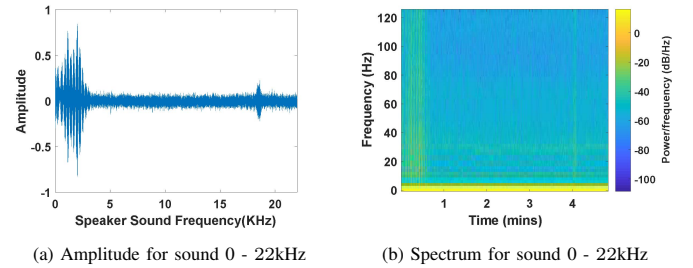 1
0.5
0
-0.5
-1
Amplitude
0 5 10 15 20
Speaker Sound Frequency(KHz)
(a) Amplitude for sound 0 - 22kHz
120
100
80
60
40
20
0
Frequency (Hz)
1 2 3 4
Time (mins)
0
-20
-40
-60
-80
-100
Power/frequency (dB/Hz)
(b) Spectrum for sound 0 - 22kHz